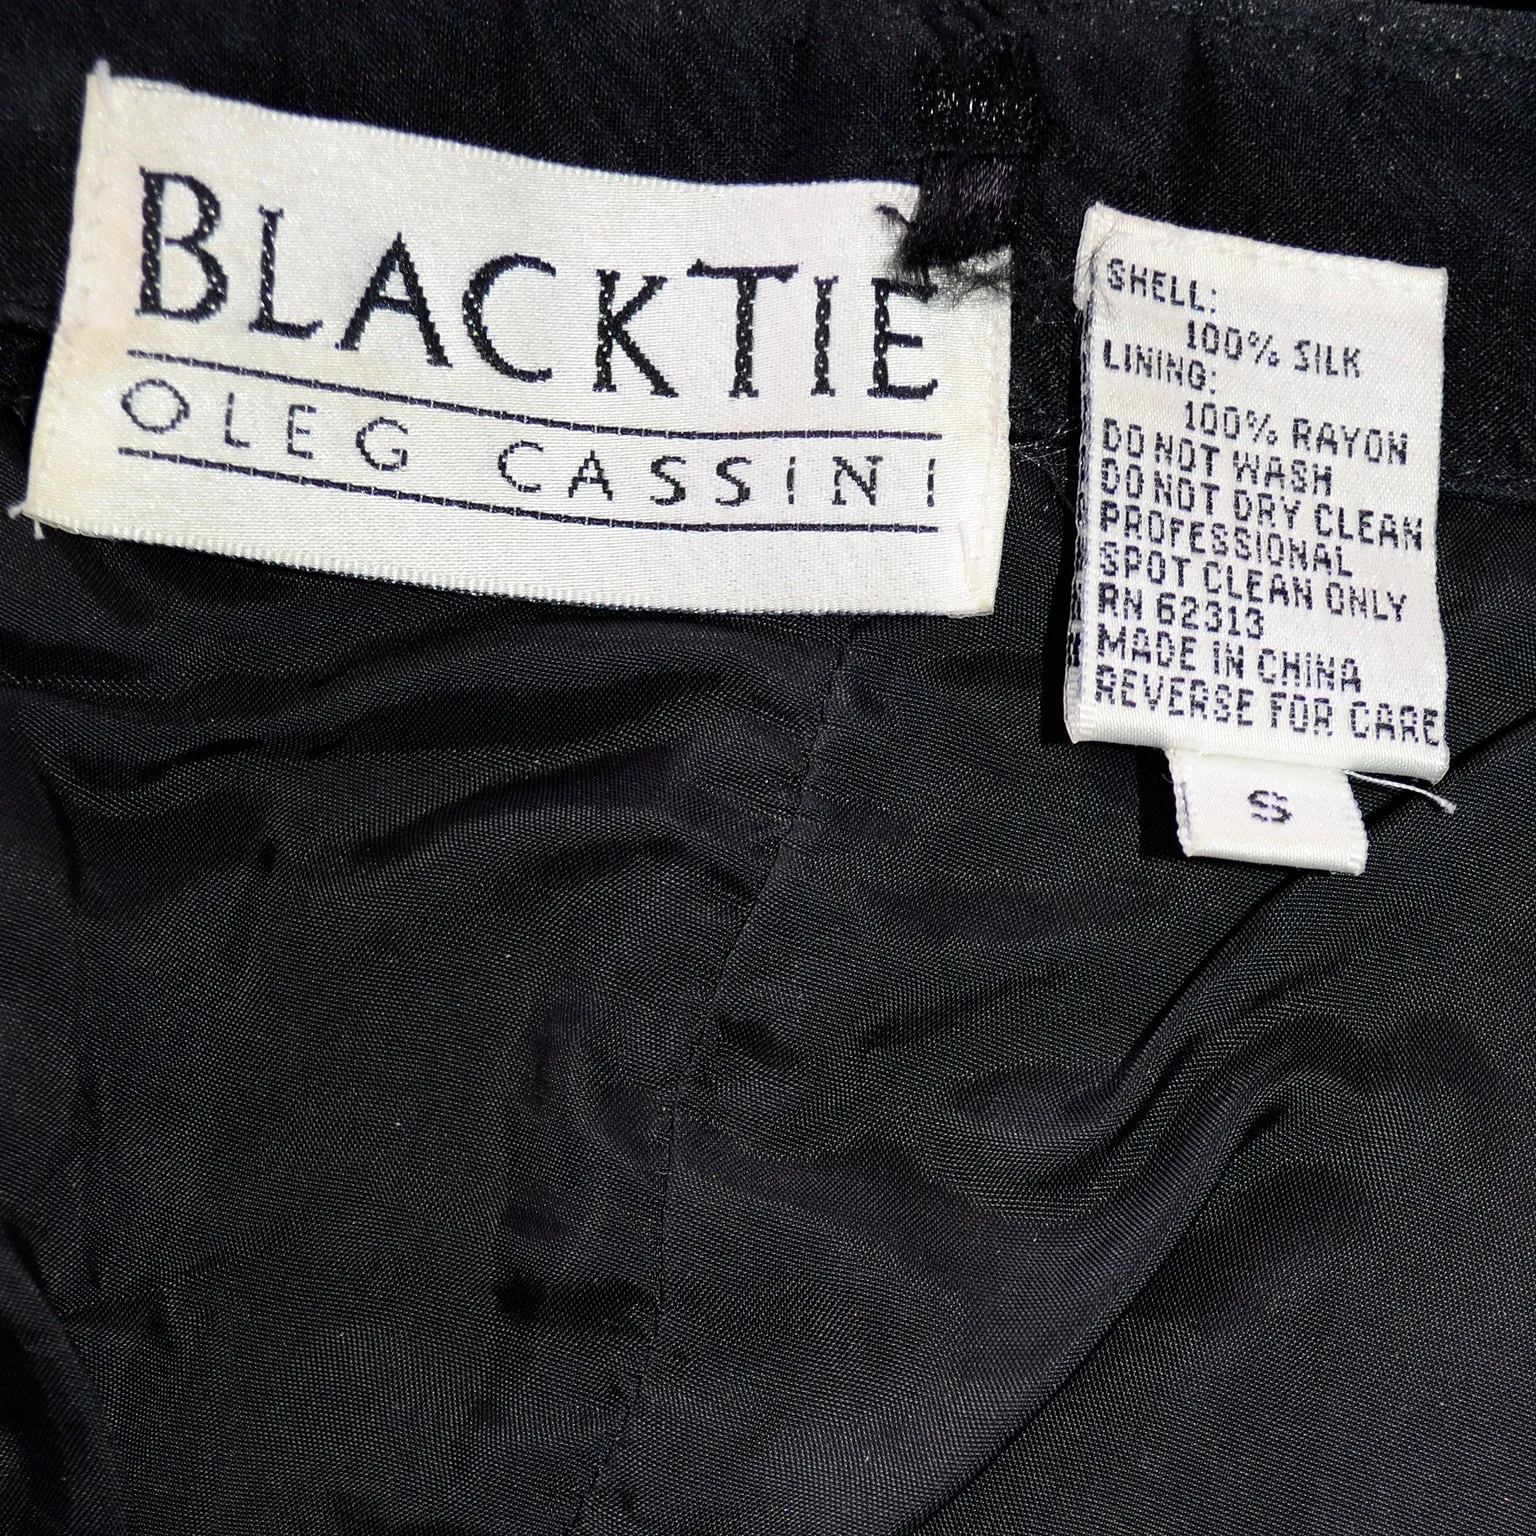 BLACKTIE
OLEG CASSINI
SHELL:
100% SILK
LINING:
100% RAYON
DO NOT WASH
DO NOT DRY CLEAN
PROFESSIONAL
SPOT CLEAN ONLY
RN 62313
MADE IN CHINA
REVERSE FOR CARE
S